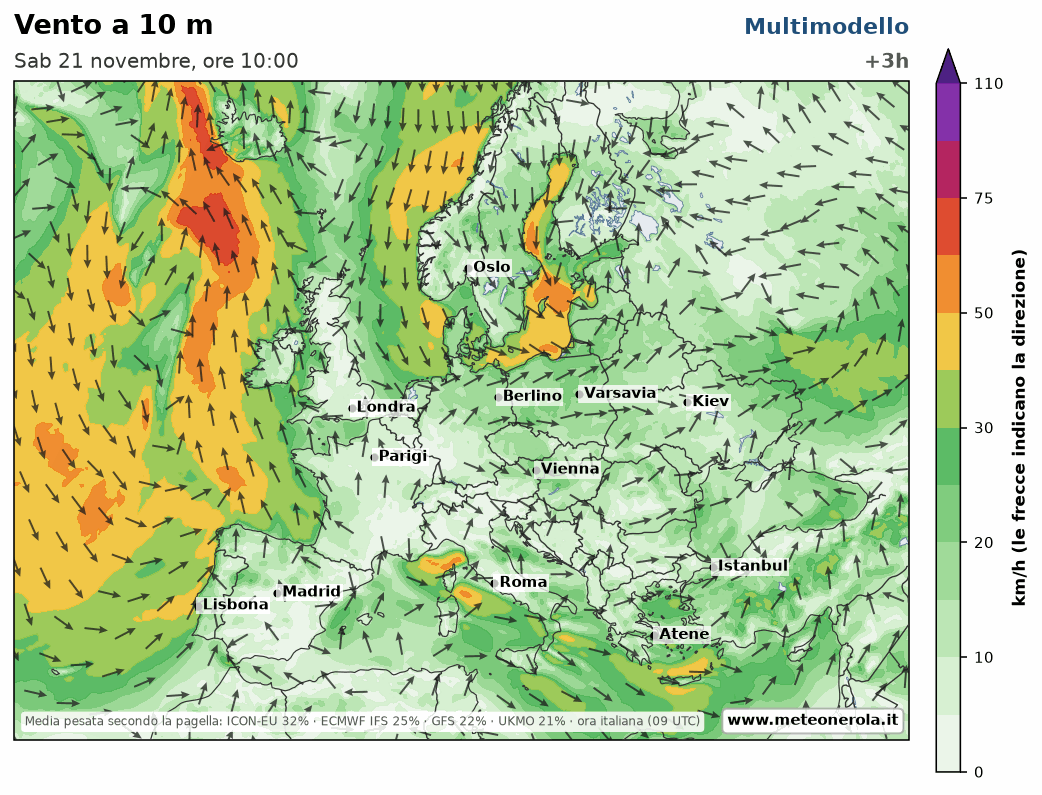 Vento a 10 m
Multimodello
Sab 21 novembre, ore 10:00
+3h
110
75
50
30
20
10
0
km/h (le frecce indicano la direzione)
Oslo
Berlino
Varsavia
Kiev
Londra
Parigi
Vienna
Istanbul
Roma
Madrid
Lisbona
Atene
Media pesata secondo la pagella: ICON-EU 32% · ECMWF IFS 25% · GFS 22% · UKMO 21% · ora italiana (09 UTC)
www.meteonerola.it